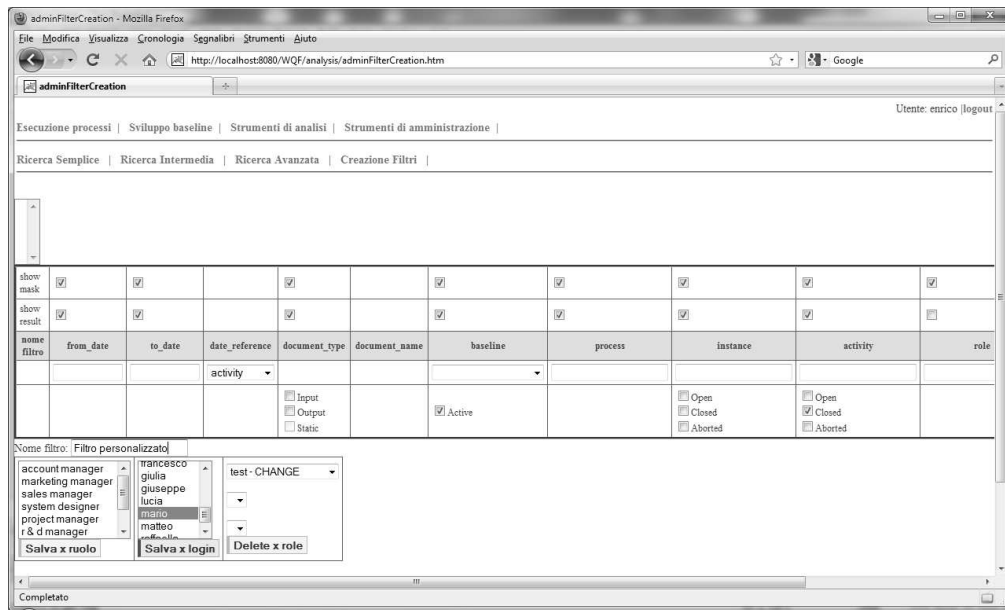 adminFilterCreation - Mozilla Firefox
File Modifica Visualizza Cronologia Segnalibri Strumenti Aiuto
http://localhost:8080/WQF/analysis/adminFilterCreation.htm Google
adminFilterCreation
Utente: enrico |logout
Esecuzione processi | Sviluppo baseline | Strumenti di analisi | Strumenti di amministrazione |
Ricerca Semplice | Ricerca Intermedia | Ricerca Avanzata | Creazione Filtri |
show mask
show result
nome filtro from_date to_date date_reference document_type document_name baseline process instance activity role
activity
Input Open Open
Output Active Closed Closed
Static Aborted Aborted
Nome filtro: Filtro personalizzato
account manager
marketing manager
sales manager
system designer
project manager
r & d manager
Salva x ruolo
francesco
giulia
giuseppe
lucia
mario
matteo
raffaello
Salva x login
test - CHANGE
Delete x role
Completato